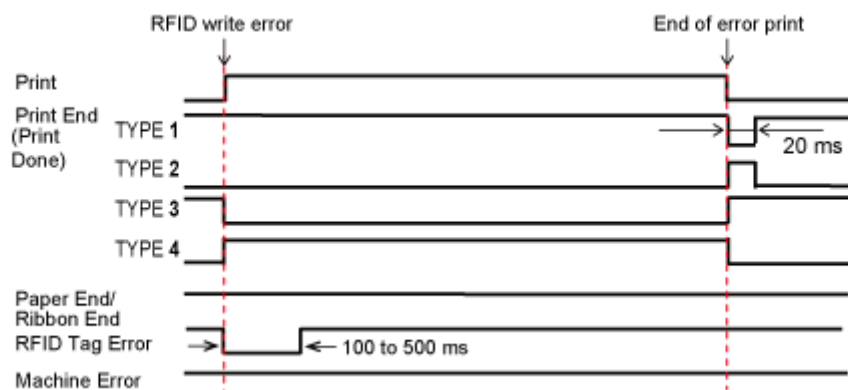 RFID write error
End of error print
Print
Print End
(Print
Done)
TYPE 1
20 ms
TYPE 2
TYPE 3
TYPE 4
Paper End/
Ribbon End
RFID Tag Error
100 to 500 ms
Machine Error